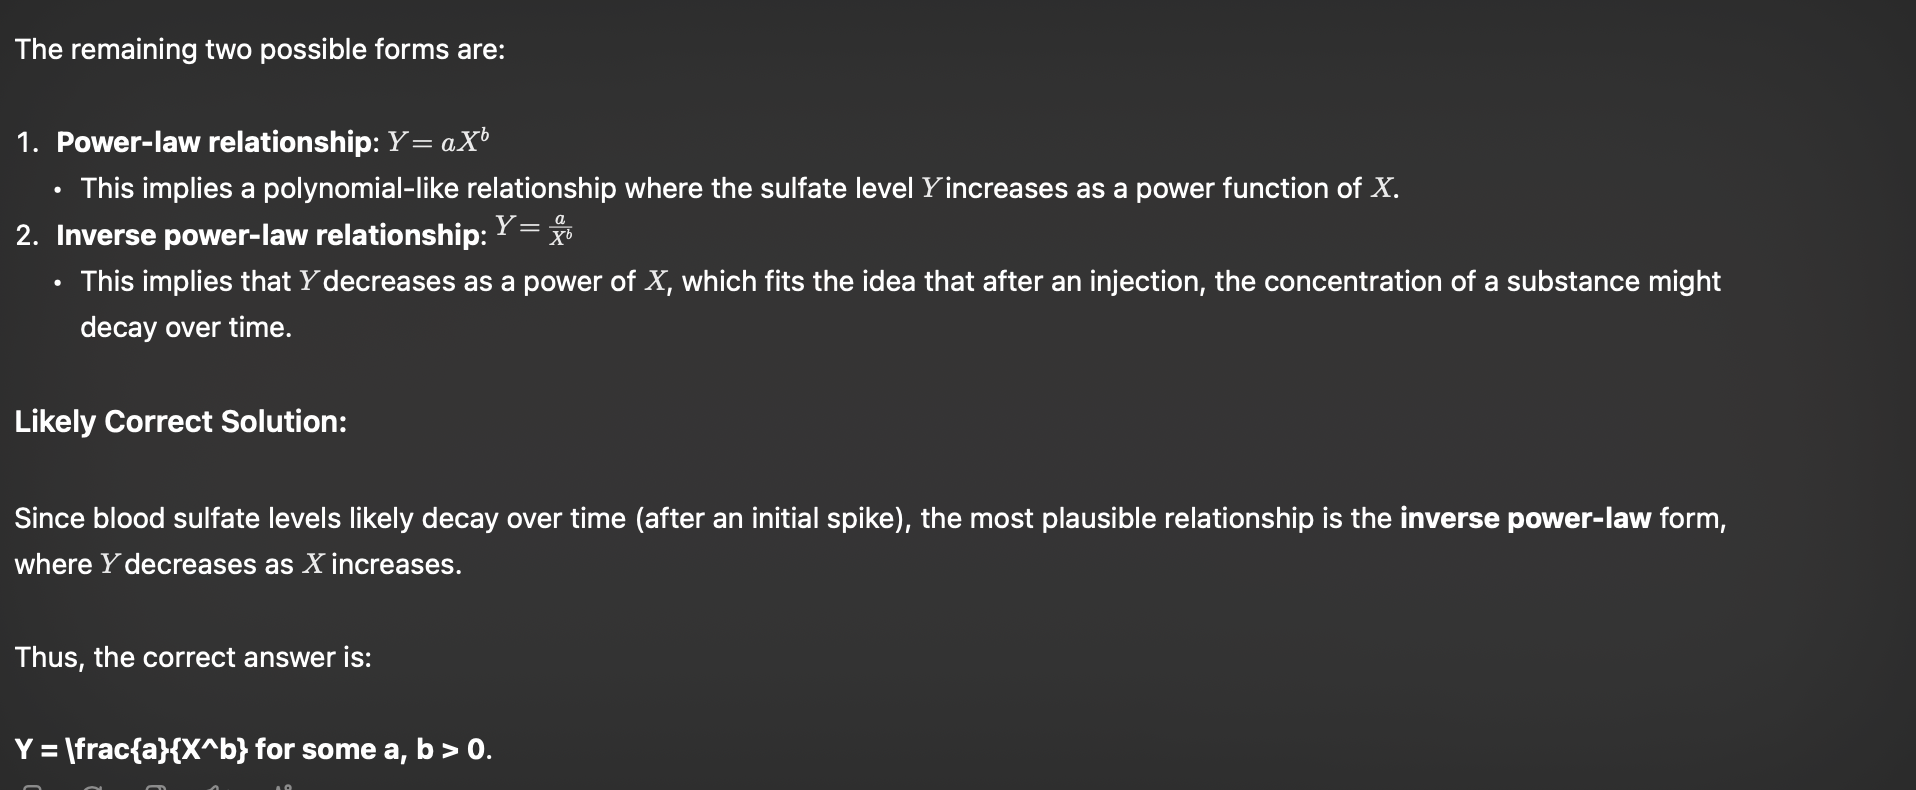 The remaining two possible forms are:
1. Power-law relationship: Y = aX^b
• This implies a polynomial-like relationship where the sulfate level Y increases as a power function of X.
2. Inverse power-law relationship: Y = a/X^b
• This implies that Y decreases as a power of X, which fits the idea that after an injection, the concentration of a substance might
decay over time.
Likely Correct Solution:
Since blood sulfate levels likely decay over time (after an initial spike), the most plausible relationship is the inverse power-law form,
where Y decreases as X increases.
Thus, the correct answer is:
Y = \frac{a}{X^b} for some a, b > 0.